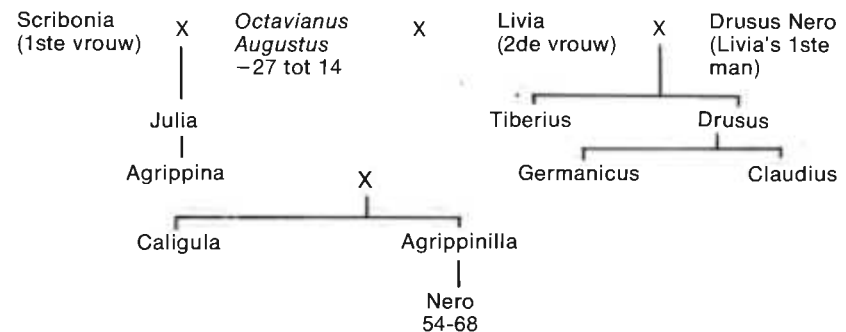 Scribonia
(1ste vrouw)
X
Octavianus
Augustus
−27 tot 14
X
Livia
(2de vrouw)
X
Drusus Nero
(Livia's 1ste
man)
Julia
Tiberius
Drusus
Agrippina
X
Germanicus
Claudius
Caligula
Agrippinilla
Nero
54-68